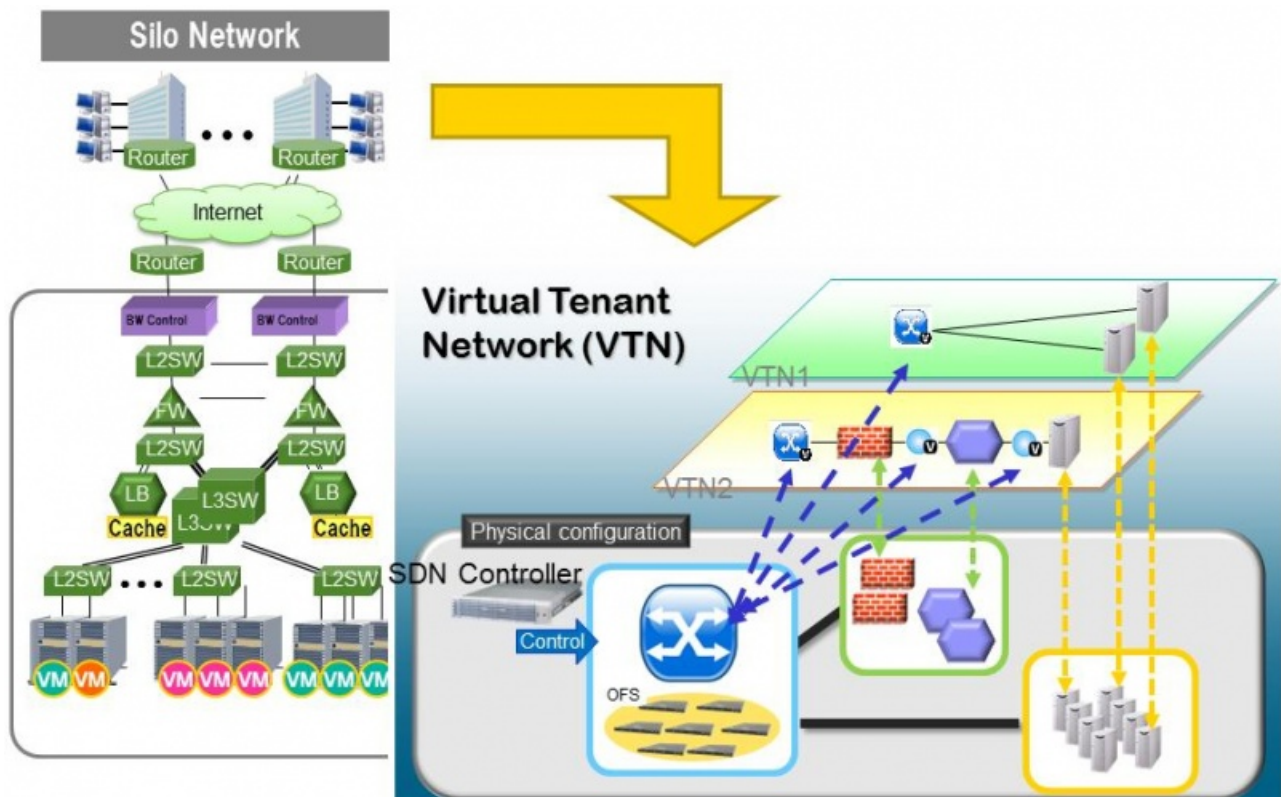 Silo Network
Router
Router
Internet
Router
Router
BW Control
BW Control
L2SW
L2SW
FW
FW
L2SW
L2SW
LB
L3SW
LB
L3SW
Cache
Cache
L2SW
L2SW
L2SW
VM
VM
VM
VM
VM
VM
VM
VM
Virtual Tenant
Network (VTN)
V
VTN1
V
V
V
VTN2
Physical configuration
SDN Controller
Control
OFS